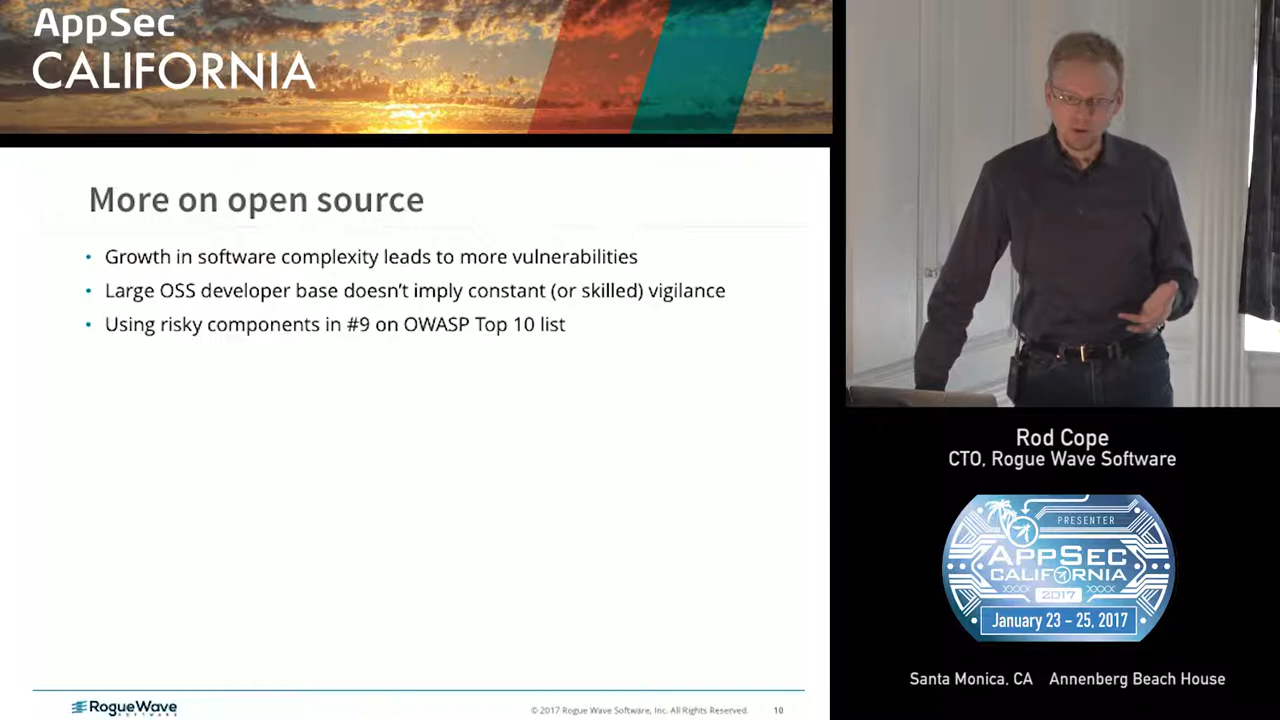 AppSec
CALIFORNIA
More on open source
• Growth in software complexity leads to more vulnerabilities
• Large OSS developer base doesn't imply constant (or skilled) vigilance
• Using risky components in #9 on OWASP Top 10 list
RogueWave
SOFTWARE
© 2017 Rogue Wave Software, Inc. All Rights Reserved.
10
Rod Cope
CTO, Rogue Wave Software
PRESENTER
APPSEC
CALIFORNIA
XXXX 2017 XXXX
January 23 – 25, 2017
Santa Monica, CA Annenberg Beach House